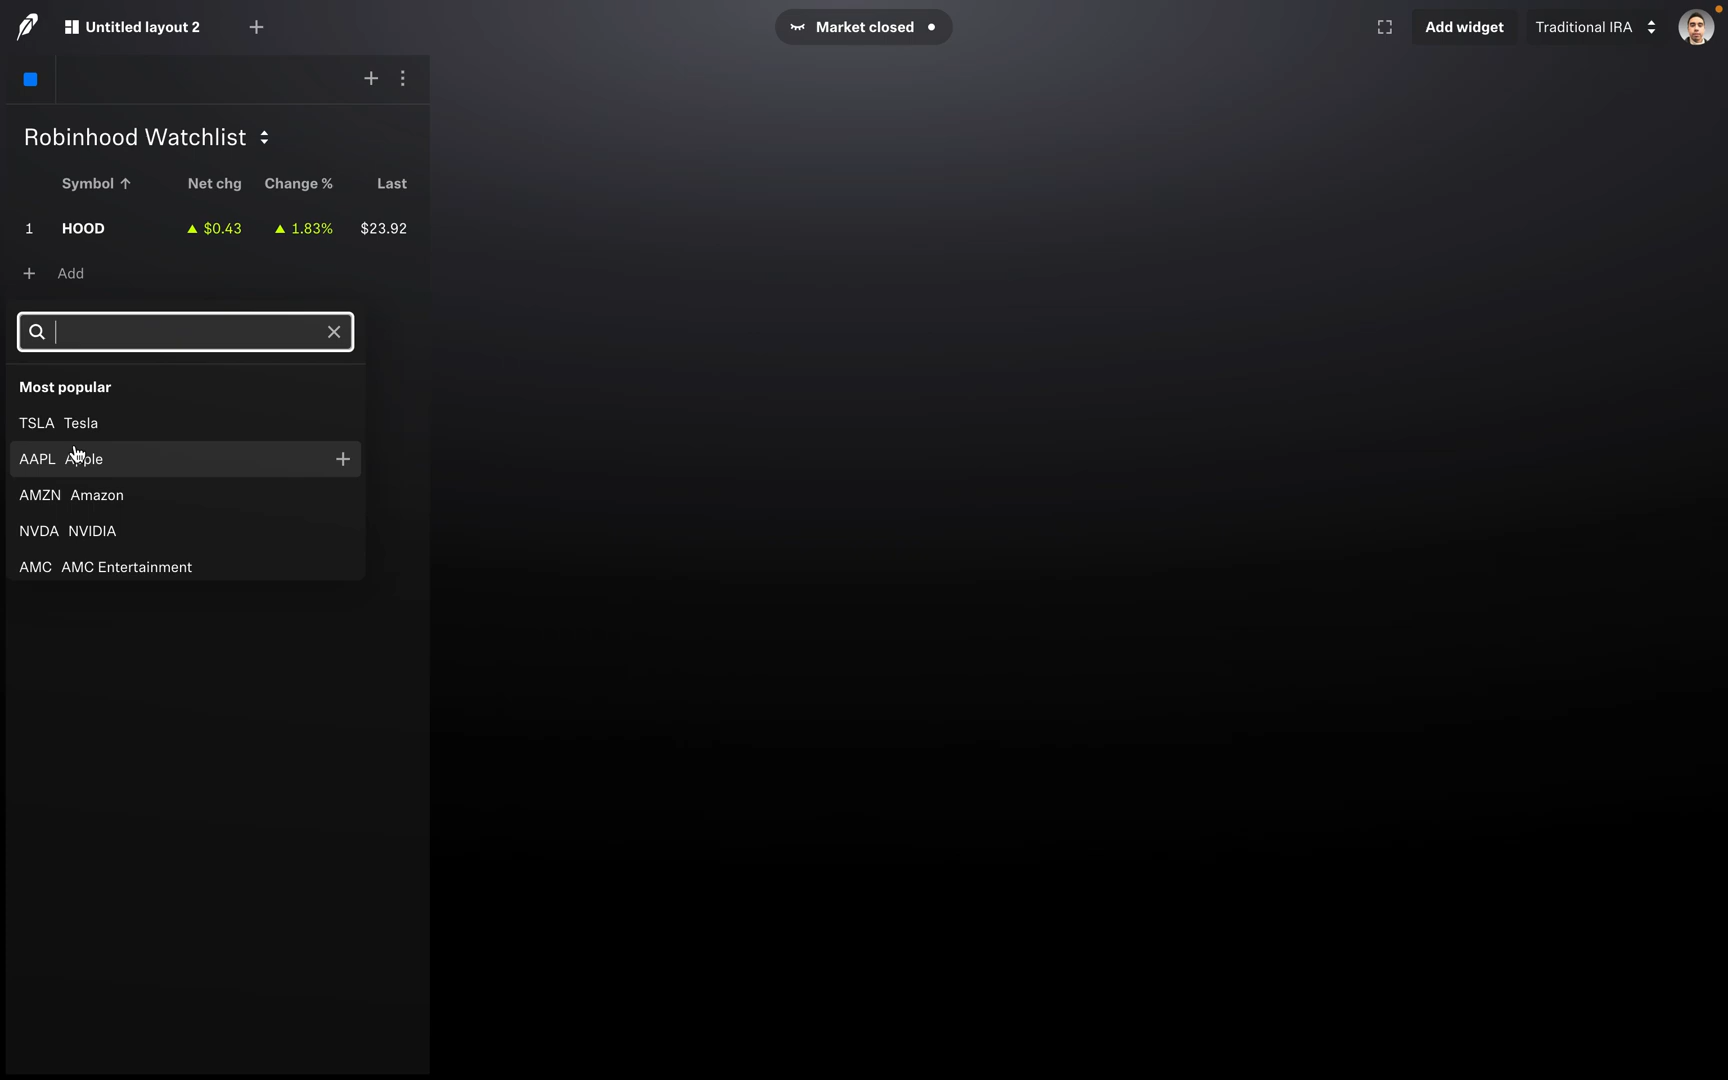 Untitled layout 2
Market closed
Add widget
Traditional IRA
Robinhood Watchlist
Symbol ↑ Net chg Change % Last
1 HOOD ▲ $0.43 ▲ 1.83% $23.92
+ Add
Most popular
TSLA Tesla
AAPL Apple
AMZN Amazon
NVDA NVIDIA
AMC AMC Entertainment